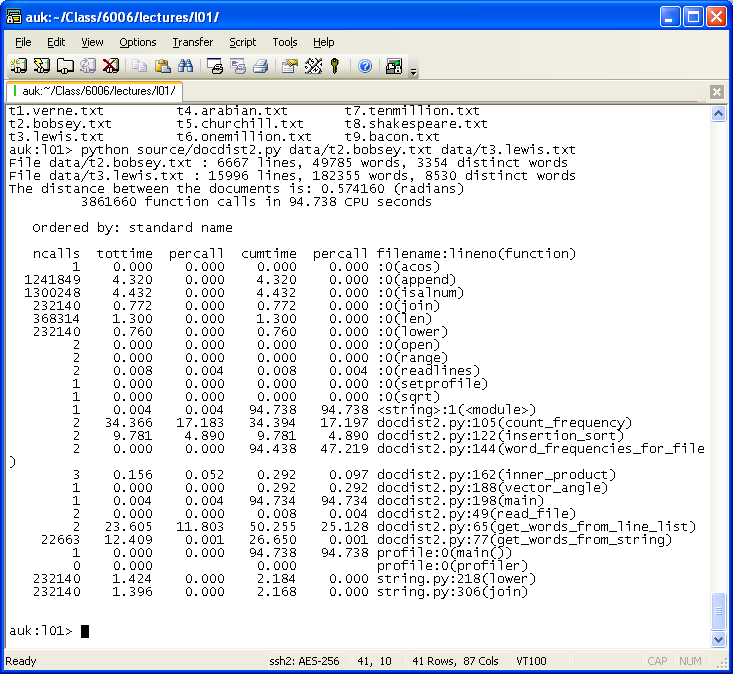 auk:~/Class/6006/lectures/l01/
File Edit View Options Transfer Script Tools Help
auk:~/Class/6006/lectures/l01/
t1.verne.txt t4.arabian.txt t7.tenmillion.txt
t2.bobsey.txt t5.churchill.txt t8.shakespeare.txt
t3.lewis.txt t6.onemillion.txt t9.bacon.txt
auk:l01> python source/docdist2.py data/t2.bobsey.txt data/t3.lewis.txt
File data/t2.bobsey.txt : 6667 lines, 49785 words, 3354 distinct words
File data/t3.lewis.txt : 15996 lines, 182355 words, 8530 distinct words
The distance between the documents is: 0.574160 (radians)
3861660 function calls in 94.738 CPU seconds
Ordered by: standard name
ncalls tottime percall cumtime percall filename:lineno(function)
1 0.000 0.000 0.000 0.000 :0(acos)
1241849 4.320 0.000 4.320 0.000 :0(append)
1300248 4.432 0.000 4.432 0.000 :0(isalnum)
232140 0.772 0.000 0.772 0.000 :0(join)
368314 1.300 0.000 1.300 0.000 :0(len)
232140 0.760 0.000 0.760 0.000 :0(lower)
2 0.000 0.000 0.000 0.000 :0(open)
2 0.000 0.000 0.000 0.000 :0(range)
2 0.008 0.004 0.008 0.004 :0(readlines)
1 0.000 0.000 0.000 0.000 :0(setprofile)
1 0.000 0.000 0.000 0.000 :0(sqrt)
1 0.004 0.004 94.738 94.738 <string>:1(<module>)
2 34.366 17.183 34.394 17.197 docdist2.py:105(count_frequency)
2 9.781 4.890 9.781 4.890 docdist2.py:122(insertion_sort)
2 0.000 0.000 94.438 47.219 docdist2.py:144(word_frequencies_for_file
)
3 0.156 0.052 0.292 0.097 docdist2.py:162(inner_product)
1 0.000 0.000 0.292 0.292 docdist2.py:188(vector_angle)
1 0.004 0.004 94.734 94.734 docdist2.py:198(main)
2 0.000 0.000 0.008 0.004 docdist2.py:49(read_file)
2 23.605 11.803 50.255 25.128 docdist2.py:65(get_words_from_line_list)
22663 12.409 0.001 26.650 0.001 docdist2.py:77(get_words_from_string)
1 0.000 0.000 94.738 94.738 profile:0(main())
0 0.000 0.000 profile:0(profiler)
232140 1.424 0.000 2.184 0.000 string.py:218(lower)
232140 1.396 0.000 2.168 0.000 string.py:306(join)
auk:l01>
Ready ssh2: AES-256 41, 10 41 Rows, 87 Cols VT100 CAP NUM